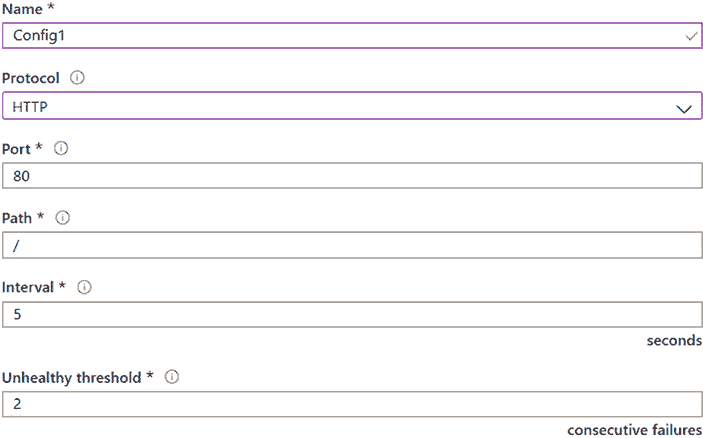 Name *
Config1
Protocol
HTTP
Port *
80
Path *
/
Interval *
5
seconds
Unhealthy threshold *
2
consecutive failures